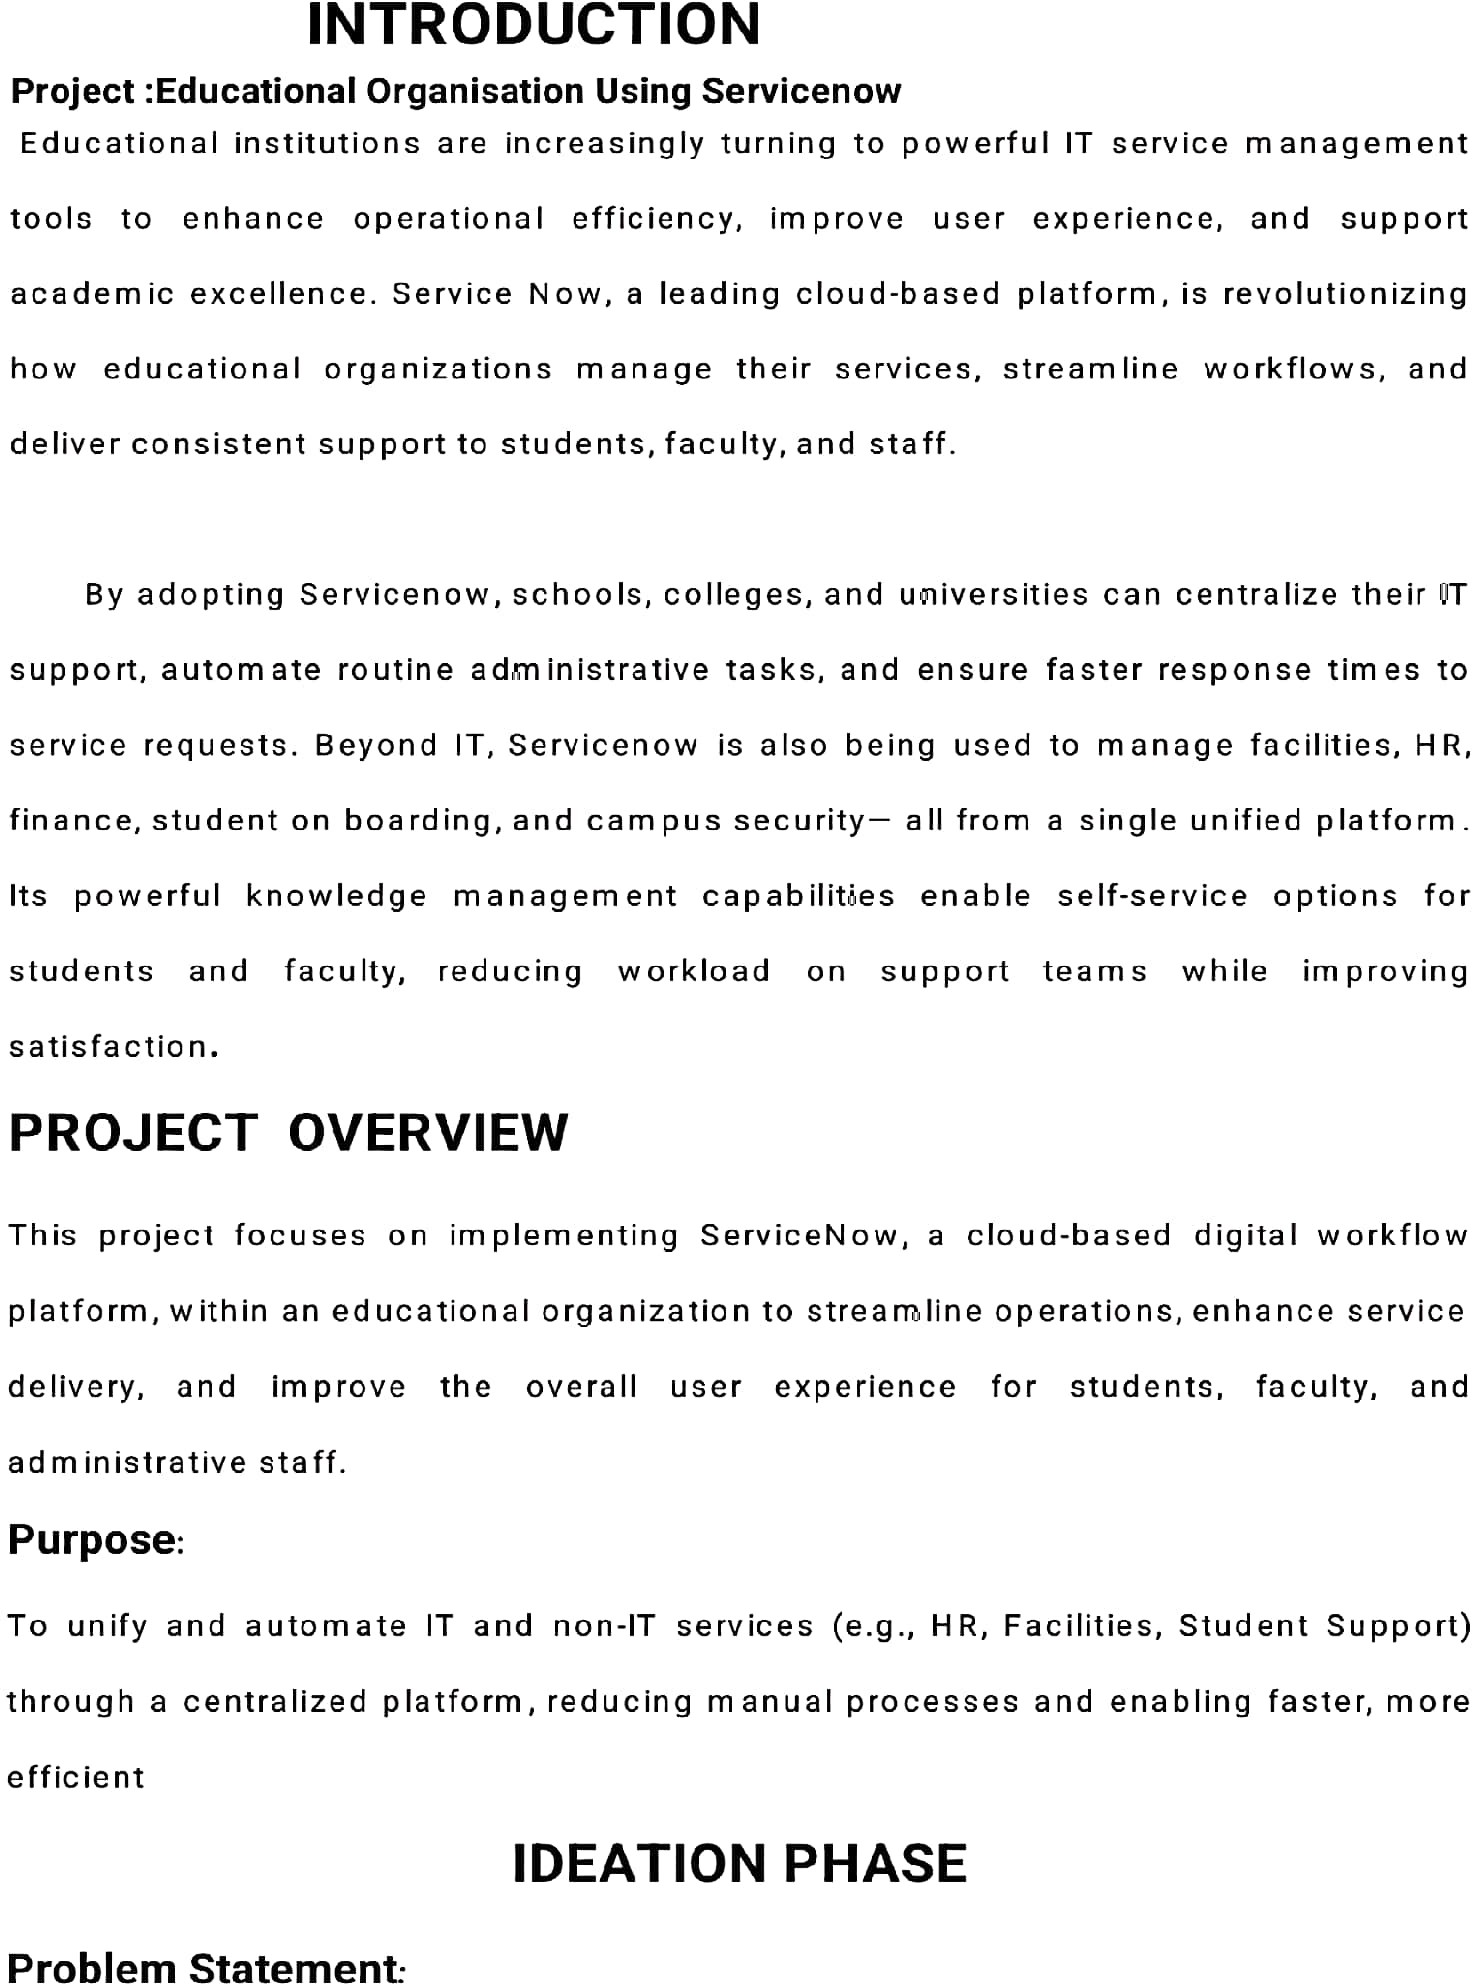 INTRODUCTION
Project :Educational Organisation Using Servicenow
Educational institutions are increasingly turning to powerful IT service management
tools to enhance operational efficiency, improve user experience, and support
academic excellence. Service Now, a leading cloud-based platform, is revolutionizing
how educational organizations manage their services, streamline workflows, and
deliver consistent support to students, faculty, and staff.
By adopting Servicenow, schools, colleges, and universities can centralize their IT
support, automate routine administrative tasks, and ensure faster response times to
service requests. Beyond IT, Servicenow is also being used to manage facilities, HR,
finance, student on boarding, and campus security— all from a single unified platform.
Its powerful knowledge management capabilities enable self-service options for
students and faculty, reducing workload on support teams while improving
satisfaction.
PROJECT OVERVIEW
This project focuses on implementing ServiceNow, a cloud-based digital workflow
platform, within an educational organization to streamline operations, enhance service
delivery, and improve the overall user experience for students, faculty, and
administrative staff.
Purpose:
To unify and automate IT and non-IT services (e.g., HR, Facilities, Student Support)
through a centralized platform, reducing manual processes and enabling faster, more
efficient
IDEATION PHASE
Problem Statement: